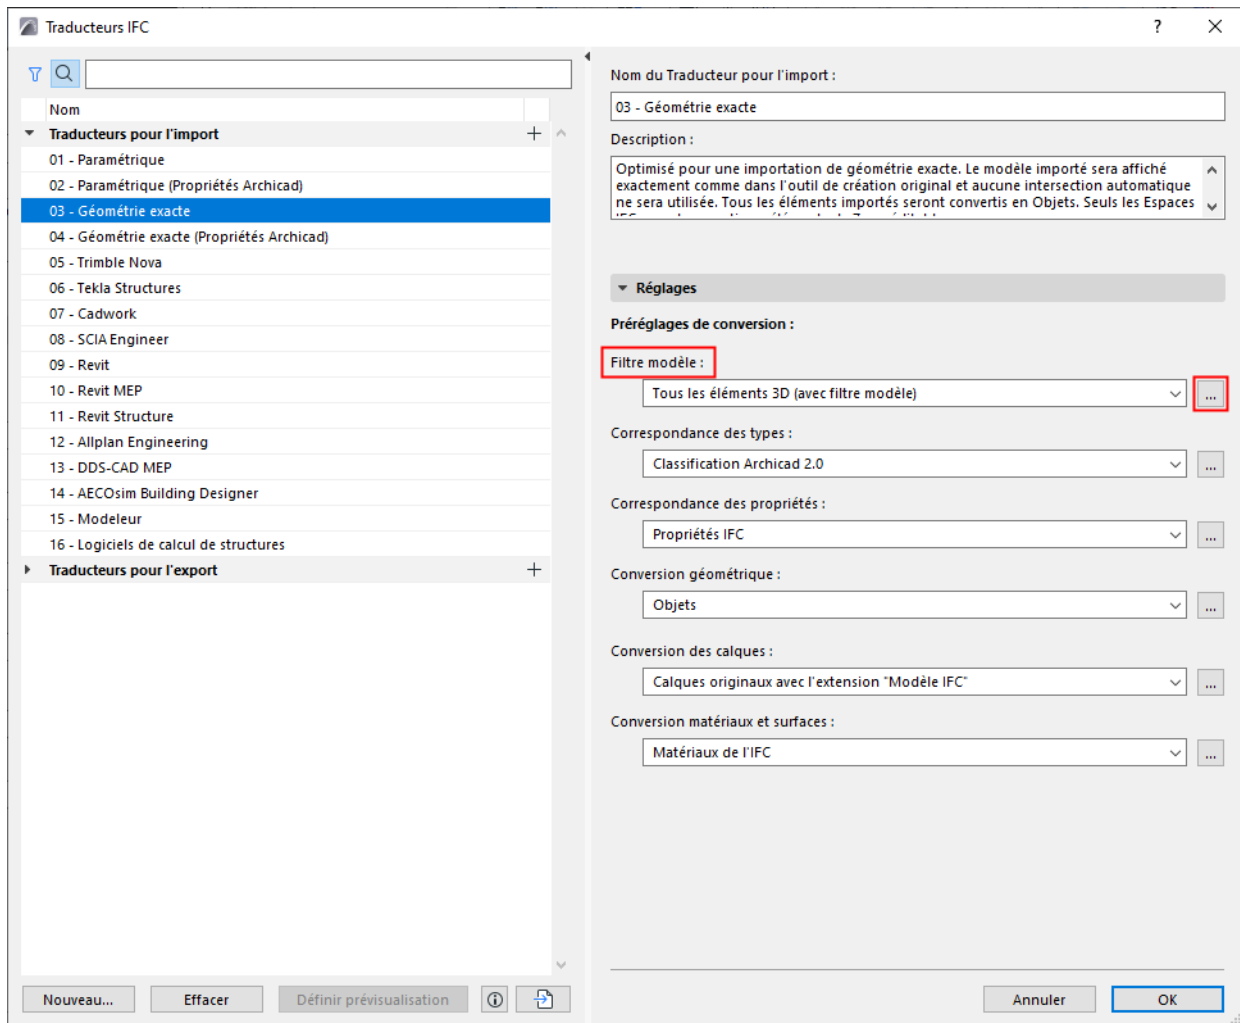 Traducteurs IFC
?
Nom
Traducteurs pour l'import
01 - Paramétrique
02 - Paramétrique (Propriétés Archicad)
03 - Géométrie exacte
04 - Géométrie exacte (Propriétés Archicad)
05 - Trimble Nova
06 - Tekla Structures
07 - Cadwork
08 - SCIA Engineer
09 - Revit
10 - Revit MEP
11 - Revit Structure
12 - Allplan Engineering
13 - DDS-CAD MEP
14 - AECOsim Building Designer
15 - Modeleur
16 - Logiciels de calcul de structures
Traducteurs pour l'export
Nouveau...
Effacer
Définir prévisualisation
Nom du Traducteur pour l'import :
03 - Géométrie exacte
Description :
Optimisé pour une importation de géométrie exacte. Le modèle importé sera affiché
exactement comme dans l'outil de création original et aucune intersection automatique
ne sera utilisée. Tous les éléments importés seront convertis en Objets. Seuls les Espaces
Réglages
Préréglages de conversion :
Filtre modèle :
Tous les éléments 3D (avec filtre modèle)
...
Correspondance des types :
Classification Archicad 2.0
...
Correspondance des propriétés :
Propriétés IFC
...
Conversion géométrique :
Objets
...
Conversion des calques :
Calques originaux avec l'extension "Modèle IFC"
...
Conversion matériaux et surfaces :
Matériaux de l'IFC
...
Annuler
OK